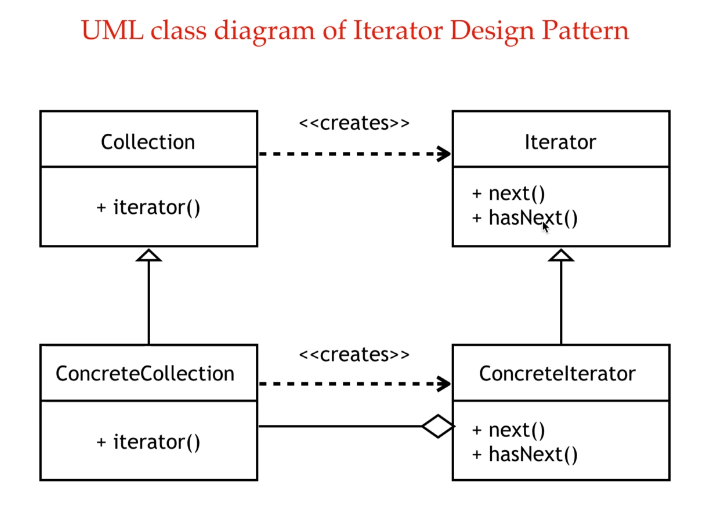 UML class diagram of Iterator Design Pattern
<<creates>>
Collection
Iterator
+ iterator()
+ next()
+ hasNext()
<<creates>>
ConcreteCollection
ConcreteIterator
+ iterator()
+ next()
+ hasNext()